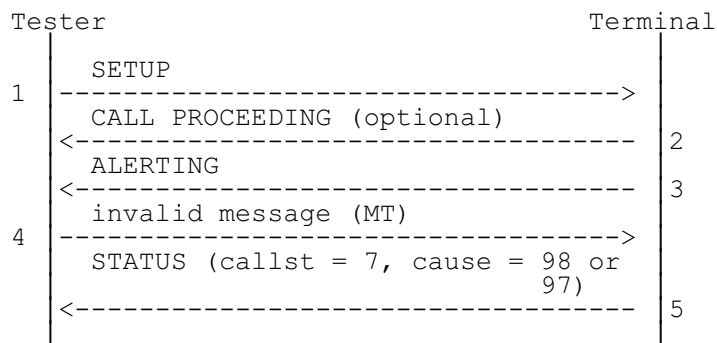 Tester Terminal
SETUP
1
CALL PROCEEDING (optional)
2
ALERTING
3
invalid message (MT)
4
STATUS (callst = 7, cause = 98 or
97)
5